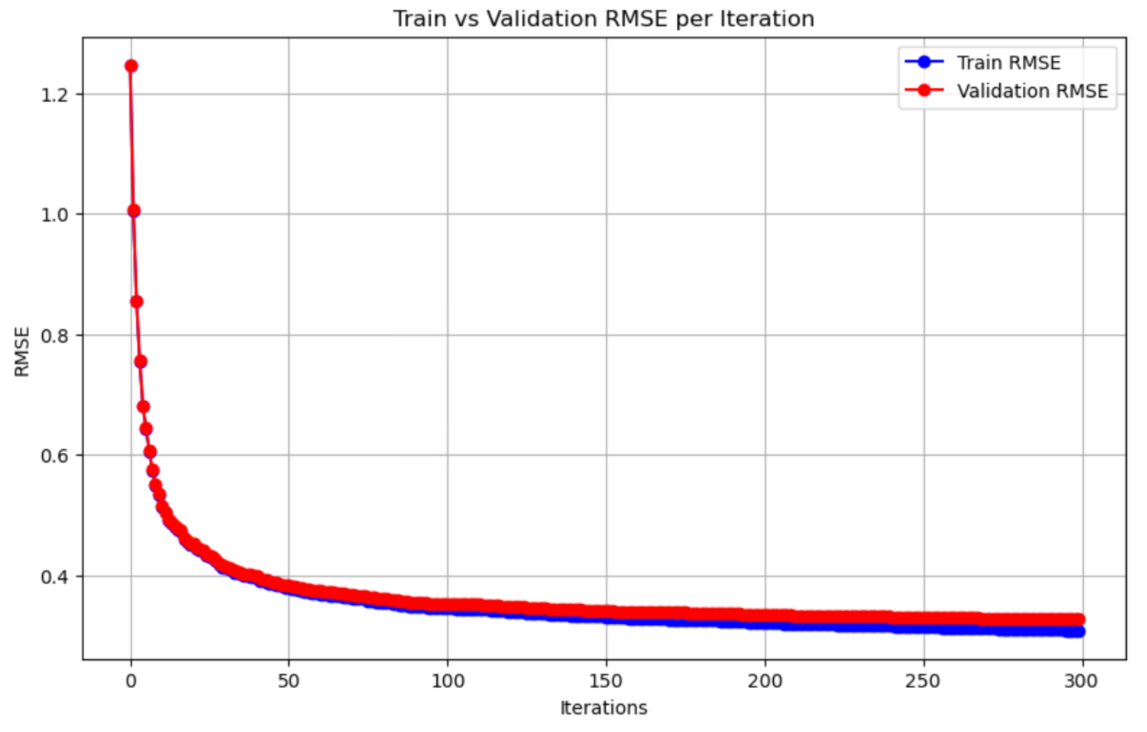 Train vs Validation RMSE per Iteration
Train RMSE
Validation RMSE
RMSE
1.2
1.0
0.8
0.6
0.4
0 50 100 150 200 250 300
Iterations